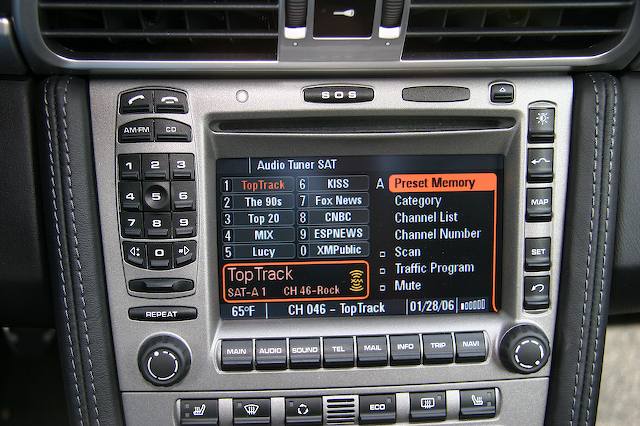 SOS
AM•FM CD
1 2 3
4 5 6
7 8 9
0
REPEAT
Audio Tuner SAT
1 TopTrack 6 KISS
2 The 90s 7 Fox News
3 Top 20 8 CNBC
4 MIX 9 ESPNEWS
5 Lucy 0 XMPublic
A Preset Memory
Category
Channel List
Channel Number
Scan
Traffic Program
Mute
TopTrack
SAT-A 1 CH 46-Rock
XM
65°F CH 046 - TopTrack 01/28/06
MAP
SET
MAIN AUDIO SOUND TEL MAIL INFO TRIP NAVI
ECO